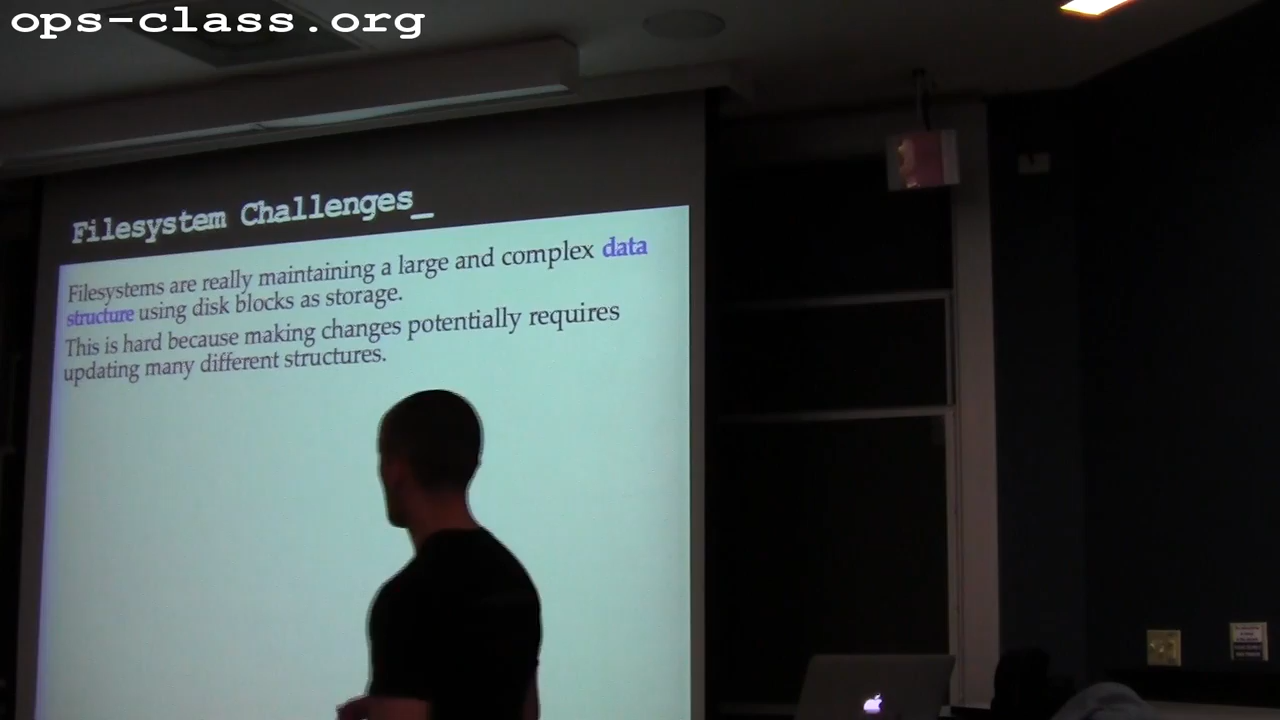 ops-class.org
Filesystem Challenges_
Filesystems are really maintaining a large and complex data
structure using disk blocks as storage.
This is hard because making changes potentially requires
updating many different structures.